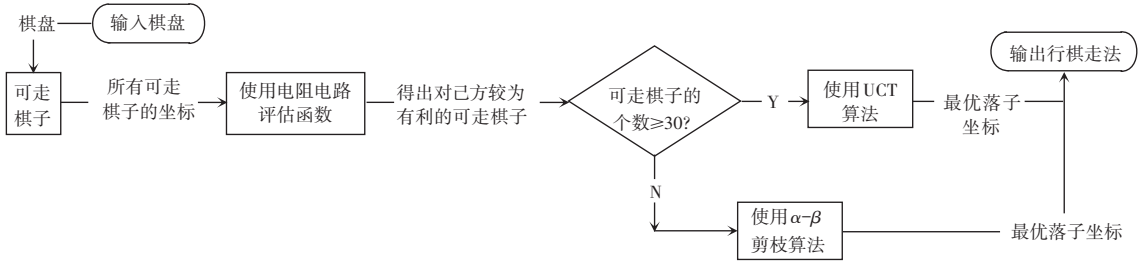 棋盘
输入棋盘
可走
棋子
所有可走
棋子的坐标
使用电阻电路
评估函数
得出对己方较为
有利的可走棋子
可走棋子的
个数≥30?
Y
使用UCT
算法
最优落子
坐标
输出行棋走法
N
使用α-β
剪枝算法
最优落子坐标